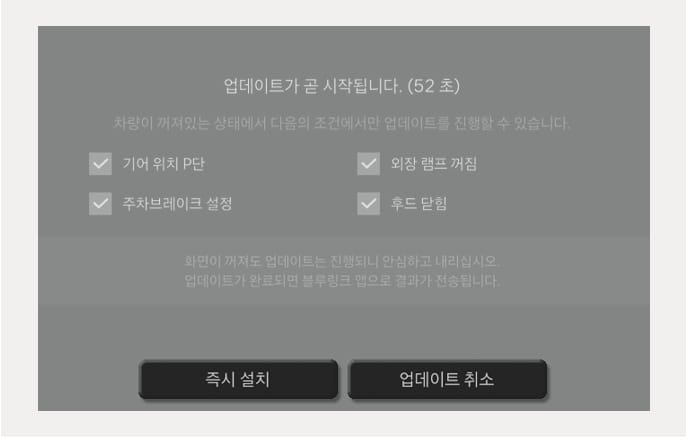 업데이트가 곧 시작됩니다. (52 초)
차량이 꺼져있는 상태에서 다음의 조건에서만 업데이트를 진행할 수 있습니다.
기어 위치 P단
외장 램프 꺼짐
주차브레이크 설정
후드 닫힘
화면이 꺼져도 업데이트는 진행되니 안심하고 내리십시오.
업데이트가 완료되면 블루링크 앱으로 결과가 전송됩니다.
즉시 설치
업데이트 취소